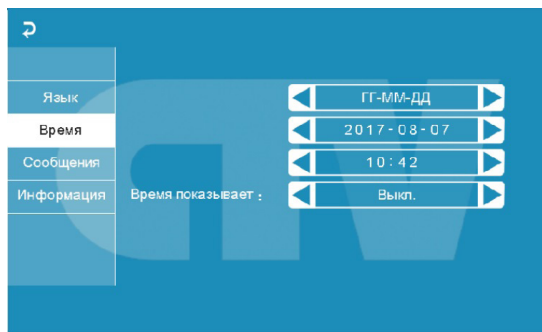 Язык
Время
Сообщения
Информация
ГГ-ММ-ДД
2017-08-07
10:42
Время показывает :
Выкл.